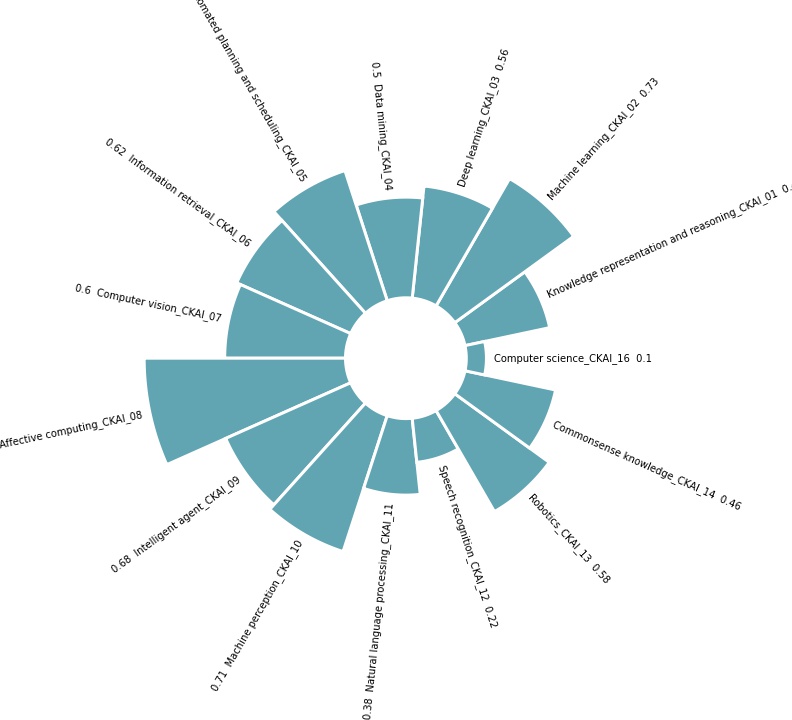 planning and scheduling_CKAI_05
0.5 Data mining_CKAI_04
Deep learning_CKAI_03 0.56
Machine learning_CKAI_02 0.73
0.62 Information retrieval_CKAI_06
Knowledge representation and reasoning_CKAI_01
0.6 Computer vision_CKAI_07
Computer science_CKAI_16 0.1
Affective computing_CKAI_08
Commonsense knowledge_CKAI_14 0.46
0.68 Intelligent agent_CKAI_09
Robotics_CKAI_13 0.58
Speech recognition_CKAI_12 0.22
0.71 Machine perception_CKAI_10
0.38 Natural language processing_CKAI_11